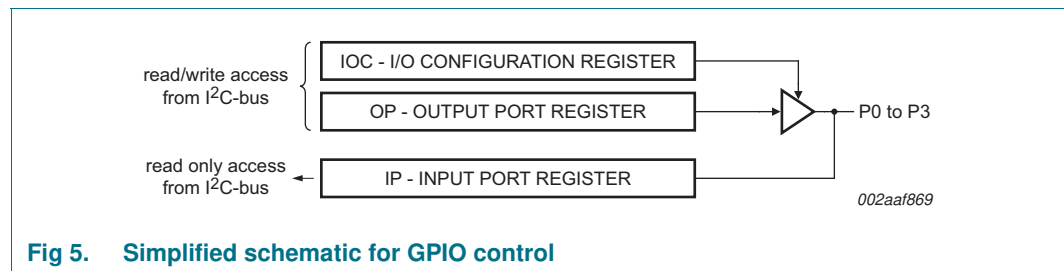 read/write access
from I2C-bus
IOC - I/O CONFIGURATION REGISTER
OP - OUTPUT PORT REGISTER
P0 to P3
read only access
from I2C-bus
IP - INPUT PORT REGISTER
002aaf869
Fig 5. Simplified schematic for GPIO control